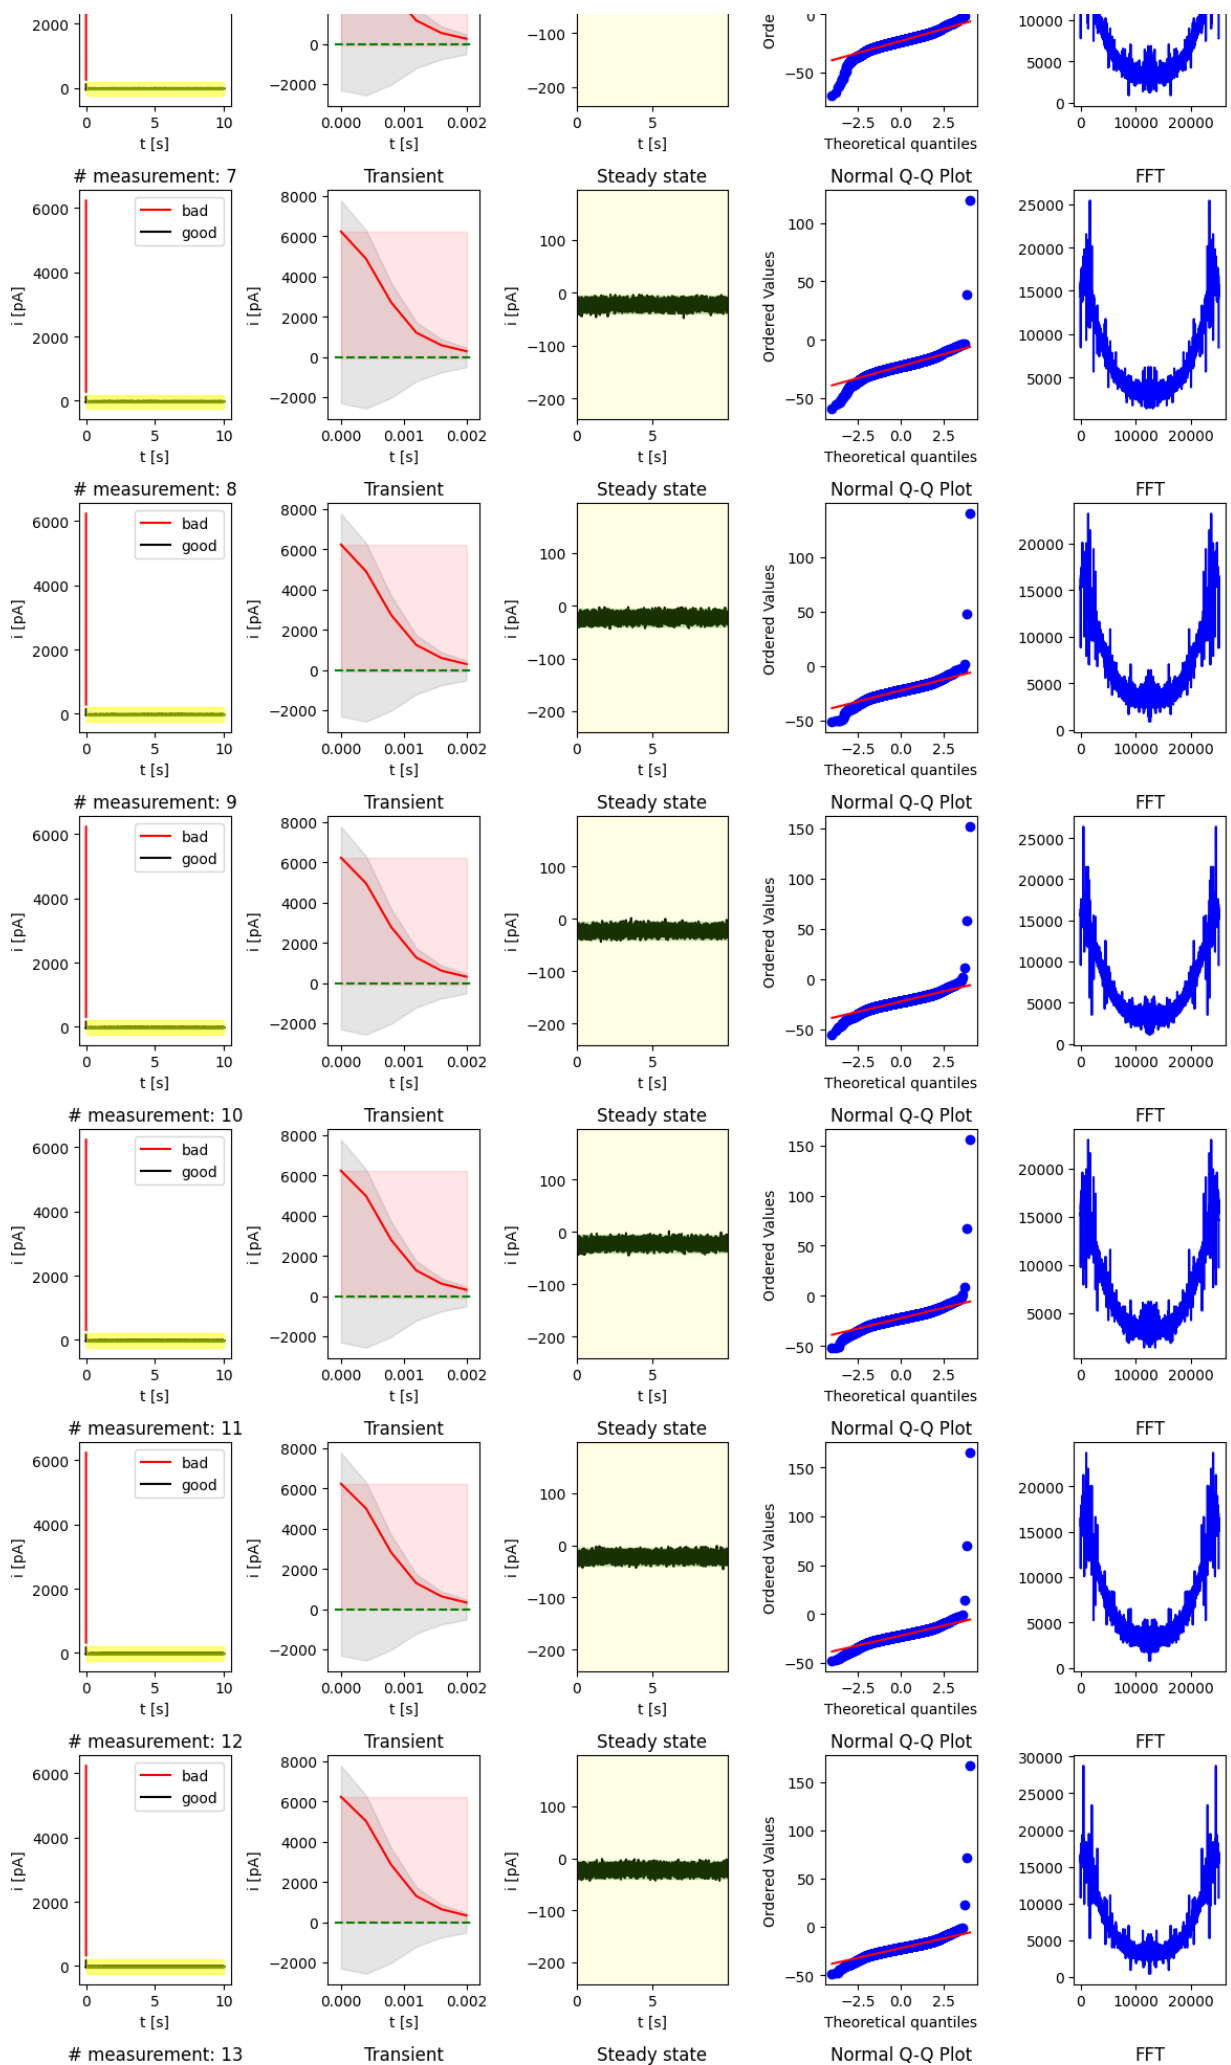 2000 0 −100 0 10000
0 −2000 −200 −50 5000 0
0 5 10 0.000 0.001 0.002 0 5 −2.5 0.0 2.5 0 10000 20000
t [s] t [s] t [s] Theoretical quantiles
Orde
# measurement: 7 Transient Steady state Normal Q-Q Plot FFT
bad
good
i [pA] i [pA] i [pA] Ordered Values
6000 4000 2000 0
8000 6000 4000 2000 0 −2000
100 0 −100 −200
100 50 0 −50
25000 20000 15000 10000 5000
0 5 10 0.000 0.001 0.002 0 5 −2.5 0.0 2.5 0 10000 20000
t [s] t [s] t [s] Theoretical quantiles
# measurement: 8 Transient Steady state Normal Q-Q Plot FFT
bad
good
i [pA] i [pA] i [pA] Ordered Values
6000 4000 2000 0
8000 6000 4000 2000 0 −2000
100 0 −100 −200
100 50 0 −50
20000 15000 10000 5000 0
0 5 10 0.000 0.001 0.002 0 5 −2.5 0.0 2.5 0 10000 20000
t [s] t [s] t [s] Theoretical quantiles
# measurement: 9 Transient Steady state Normal Q-Q Plot FFT
bad
good
i [pA] i [pA] i [pA] Ordered Values
6000 4000 2000 0
8000 6000 4000 2000 0 −2000
100 0 −100 −200
150 100 50 0 −50
25000 20000 15000 10000 5000 0
0 5 10 0.000 0.001 0.002 0 5 −2.5 0.0 2.5 0 10000 20000
t [s] t [s] t [s] Theoretical quantiles
# measurement: 10 Transient Steady state Normal Q-Q Plot FFT
bad
good
i [pA] i [pA] i [pA] Ordered Values
6000 4000 2000 0
8000 6000 4000 2000 0 −2000
100 0 −100 −200
150 100 50 0 −50
20000 15000 10000 5000
0 5 10 0.000 0.001 0.002 0 5 −2.5 0.0 2.5 0 10000 20000
t [s] t [s] t [s] Theoretical quantiles
# measurement: 11 Transient Steady state Normal Q-Q Plot FFT
bad
good
i [pA] i [pA] i [pA] Ordered Values
6000 4000 2000 0
8000 6000 4000 2000 0 −2000
100 0 −100 −200
150 100 50 0 −50
20000 15000 10000 5000 0
0 5 10 0.000 0.001 0.002 0 5 −2.5 0.0 2.5 0 10000 20000
t [s] t [s] t [s] Theoretical quantiles
# measurement: 12 Transient Steady state Normal Q-Q Plot FFT
bad
good
i [pA] i [pA] i [pA] Ordered Values
6000 4000 2000 0
8000 6000 4000 2000 0 −2000
100 0 −100 −200
150 100 50 0 −50
30000 25000 20000 15000 10000 5000 0
0 5 10 0.000 0.001 0.002 0 5 −2.5 0.0 2.5 0 10000 20000
t [s] t [s] t [s] Theoretical quantiles
# measurement: 13 Transient Steady state Normal Q-Q Plot FFT